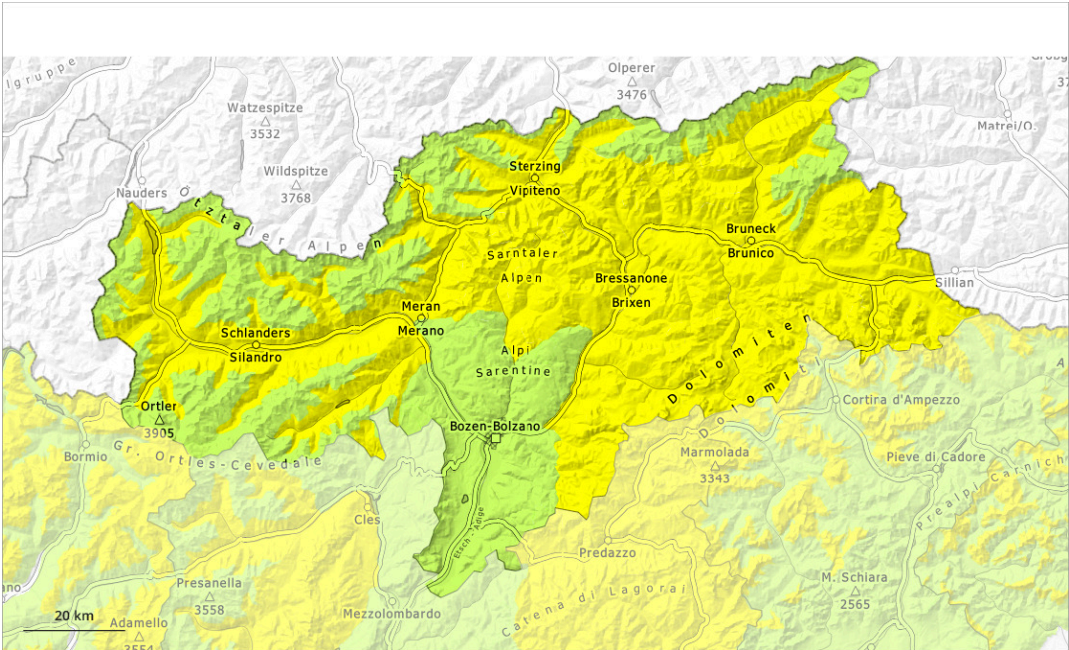 Olperer
3476
Watzespitze
3532
Matrei/O.
Sterzing
Vipiteno
Wildspitze
3768
Nauders
Ötztaler Alpen
Bruneck
Brunico
Sarntaler
Alpen
Bressanone
Brixen
Sillian
Meran
Merano
Schlanders
Silandro
Alpi
Sarentine
Dolomiten
Dolomiti
Ortler
3905
Cortina d'Ampezzo
Bozen-Bolzano
Gr. Ortles-Cevedale
Bormio
Marmolada
3343
Pieve di Cadore
Prealpi Carnich
Cles
Etsch - Adige
Predazzo
Presanella
3558
M. Schiara
2565
Catena di Lagorai
Mezzolombardo
20 km
Adamello
3554